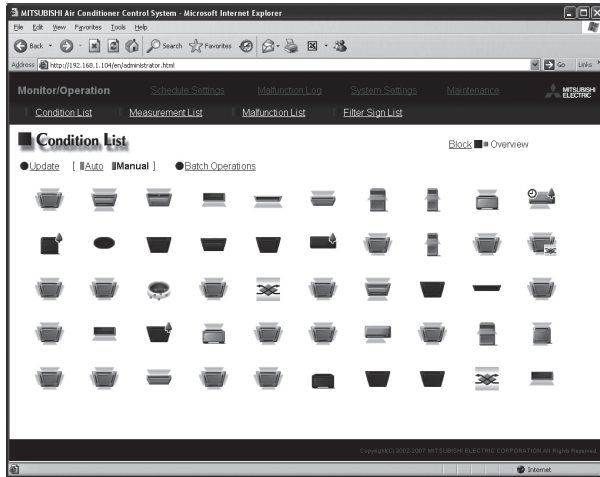 MITSUBISHI Air Conditioner Control System - Microsoft Internet Explorer
File Edit View Favorites Tools Help
Back Search Favorites
Address http://192.168.1.104/en/administrator.html Go Links
Monitor/Operation Schedule Settings Malfunction Log System Settings Maintenance MITSUBISHI ELECTRIC
Condition List Measurement List Malfunction List Filter Sign List
Condition List Block Overview
Update [ Auto Manual ] Batch Operations
Copyright(C) 2002-2007 MITSUBISHI ELECTRIC CORPORATION All Rights Reserved
Internet